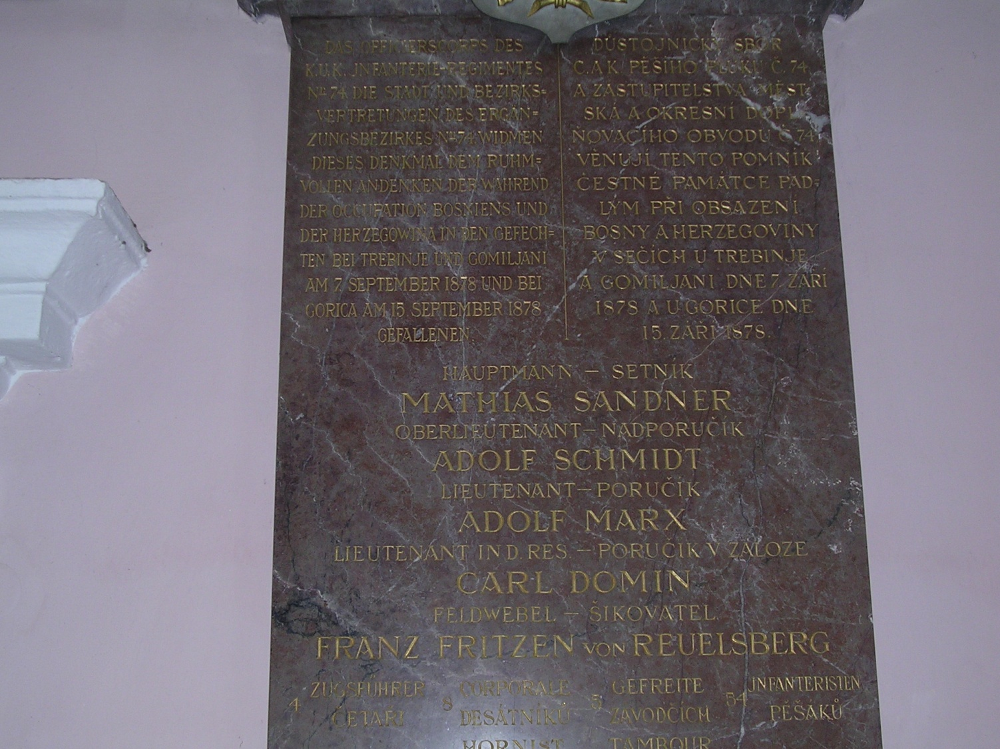 DAS OFFICIERSCORPS DES
K.U.K. JNFANTERIE-REGIMENTES
No. 74 DIE STADT UND BEZIRKS=
VERTRETUNGEN DES ERGÄN=
ZUNGSBEZIRKES No. 74 WIDMEN
DIESES DENKMAL DEM RUHM=
VOLLEN ANDENKEN DER WÄHREND
DER OCCUPATION BOSNIENS UND
DER HERZEGOWINA IN DEN GEFECH=
TEN BEI TREBINJE UND GOMILJANI
AM 7. SEPTEMBER 1878 UND BEI
GORICA AM 15. SEPTEMBER 1878
GEFALLENEN.
DŮSTOJNICKÝ SBOR
C. A K. PĚŠÍHO PLUKU Č. 74
A ZASTUPITELSTVA MĚST=
SKÁ A OKRESNÍ DOPL=
ŇOVACÍHO OBVODU Č. 74
VĚNUJÍ TENTO POMNÍK
ČESTNÉ PAMÁTCE PAD=
LÝM PŘI OBSAZENÍ
BOSNY A HERZEGOVINY
V SEČÍCH U TREBINJE
A GOMILJANI DNE 7. ZÁŘÍ
1878 A U GORICE DNE
15. ZÁŘÍ 1878.
HAUPTMANN – SETNÍK
MATHIAS SANDNER
OBERLIEUTENANT – NADPORUČÍK
ADOLF SCHMIDT
LIEUTENANT – PORUČÍK
ADOLF MARX
LIEUTENANT IN D. RES. – PORUČÍK V ZÁLOZE
CARL DOMIN
FELDWEBEL – ŠIKOVATEL
FRANZ FRITZEN VON REUELSBERG
4 ZUGSFÜHRER 8 CORPORALE 5 GEFREITE 54 JNFANTERISTEN
ČETAŘI DESÁTNÍKŮ ZÁVODČÍCH PĚŠÁKŮ
HORNIST TAMBOUR